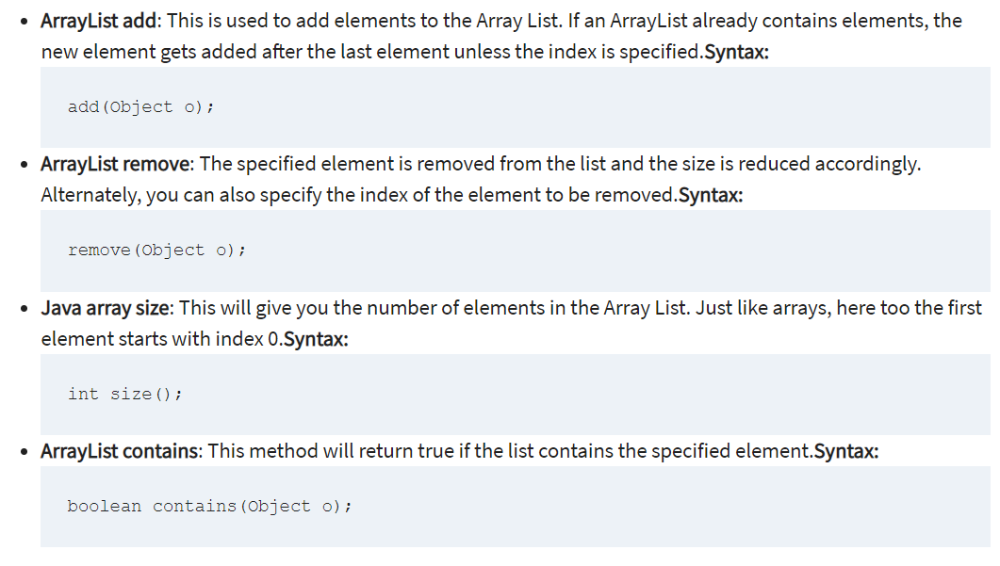 ArrayList add: This is used to add elements to the Array List. If an ArrayList already contains elements, the
new element gets added after the last element unless the index is specified.Syntax:
add(Object o);
ArrayList remove: The specified element is removed from the list and the size is reduced accordingly.
Alternately, you can also specify the index of the element to be removed.Syntax:
remove(Object o);
Java array size: This will give you the number of elements in the Array List. Just like arrays, here too the first
element starts with index 0.Syntax:
int size();
ArrayList contains: This method will return true if the list contains the specified element.Syntax:
boolean contains(Object o);